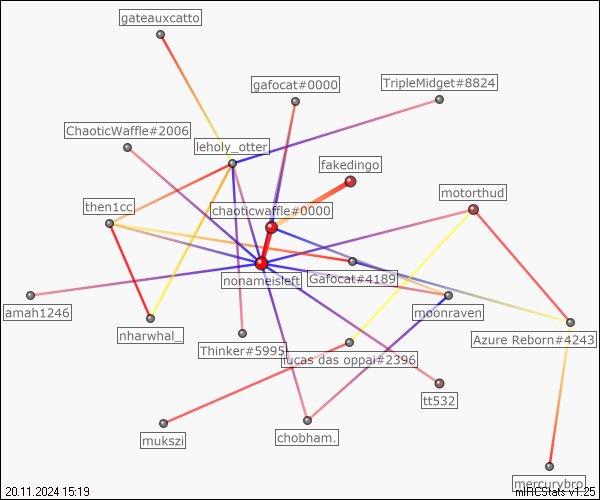 gateauxcatto
gafocat#0000
TripleMidget#8824
ChaoticWaffle#2006
leholy_otter
fakedingo
motorthud
then1cc
chaoticwaffle#0000
nonameisleft
Gafocat#4189
amah1246
moonraven
nharwhal_
Azure Reborn#4243
Thinker#5995
lucas das oppai#2396
tt532
mukszi
chobham.
mercurybro
20.11.2024 15:19
mIRCStats v1.25